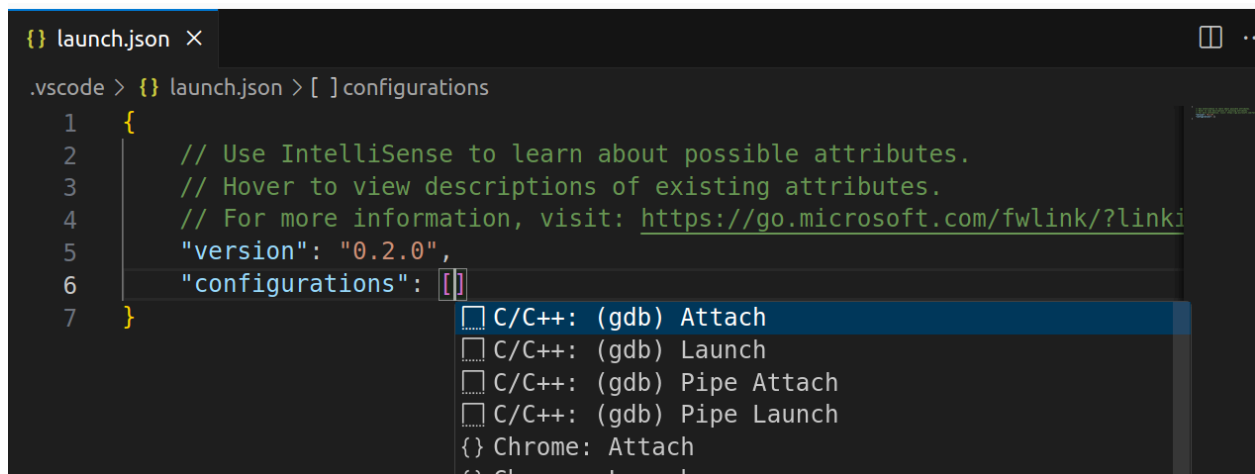 {} launch.json ×
.vscode > {} launch.json > [ ] configurations
1 {
2 // Use IntelliSense to learn about possible attributes.
3 // Hover to view descriptions of existing attributes.
4 // For more information, visit: https://go.microsoft.com/fwlink/?linki
5 "version": "0.2.0",
6 "configurations": []
7 }
C/C++: (gdb) Attach
C/C++: (gdb) Launch
C/C++: (gdb) Pipe Attach
C/C++: (gdb) Pipe Launch
{} Chrome: Attach